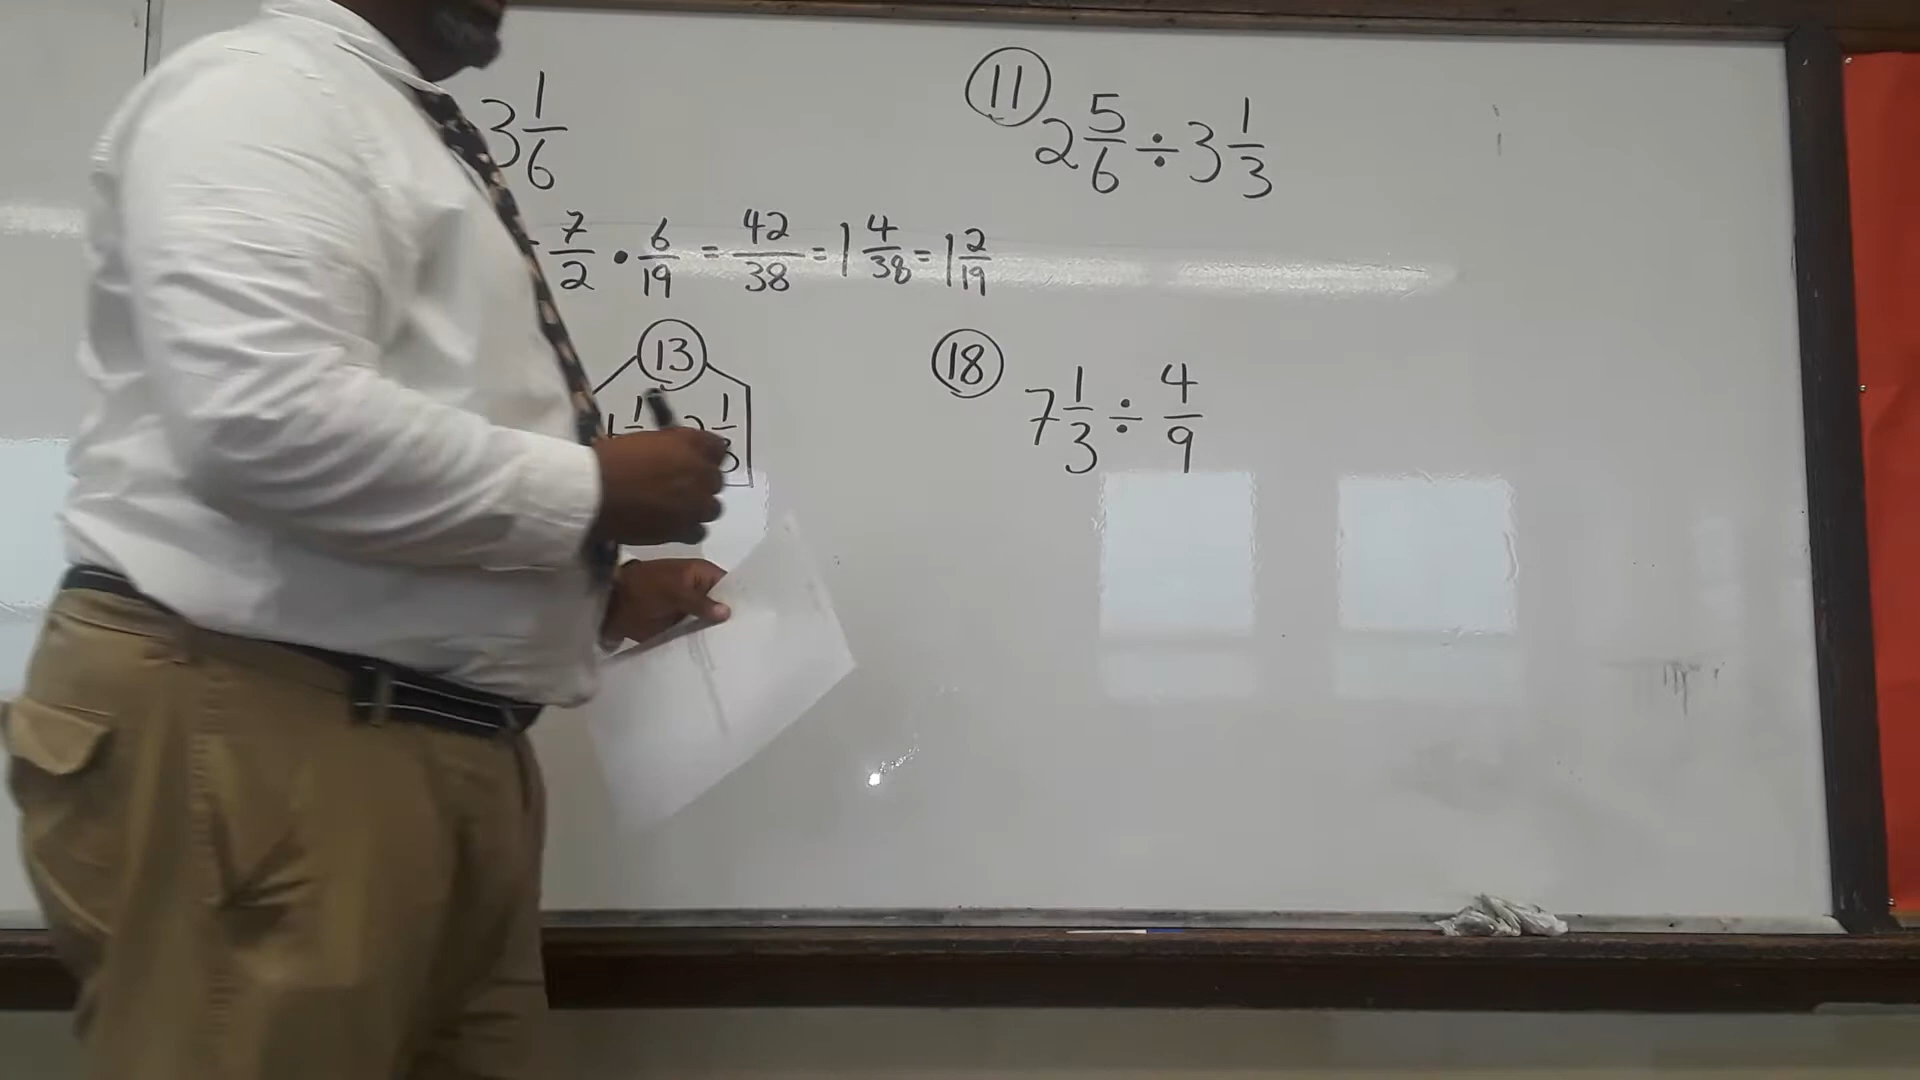 3 1/6
7/2 • 6/19 = 42/38 = 1 4/38 = 1 2/19
11
2 5/6 ÷ 3 1/3
13
18
7 1/3 ÷ 4/9